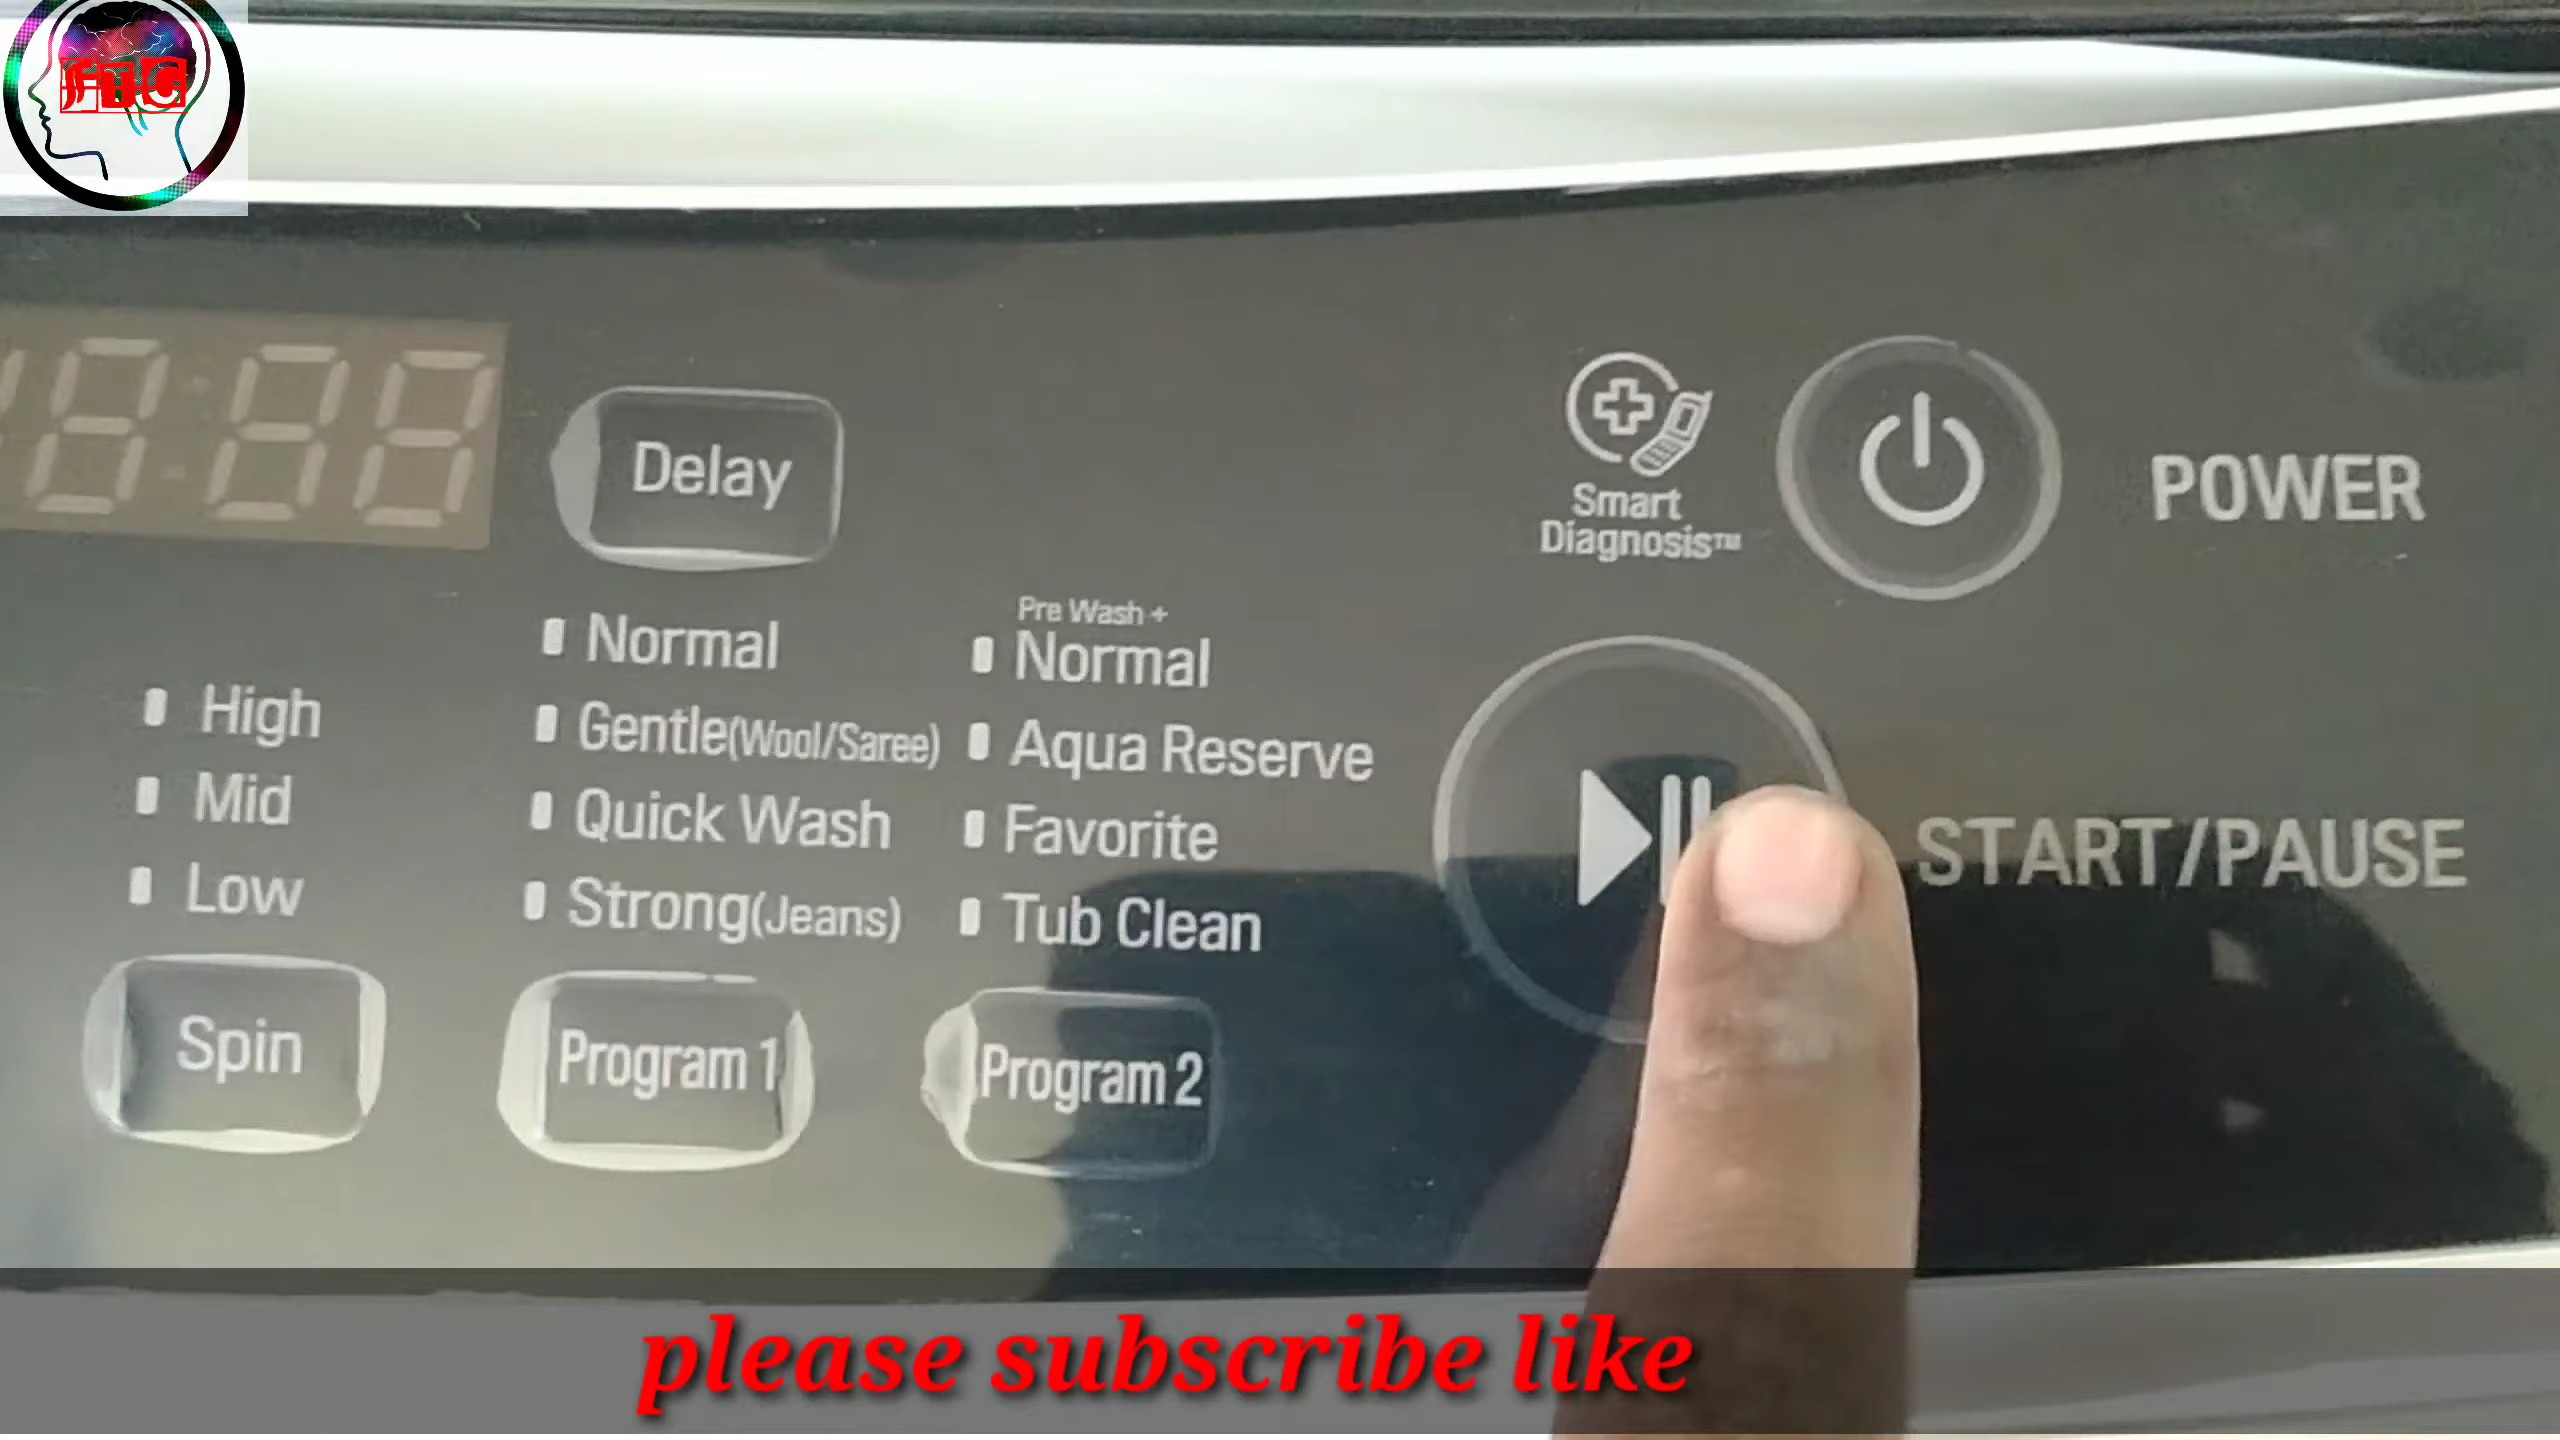 FTC
Delay
Smart
Diagnosis™
POWER
High
Mid
Low
Spin
Normal
Gentle(Wool/Saree)
Quick Wash
Strong(Jeans)
Program 1
Pre Wash +
Normal
Aqua Reserve
Favorite
Tub Clean
Program 2
START/PAUSE
please subscribe like